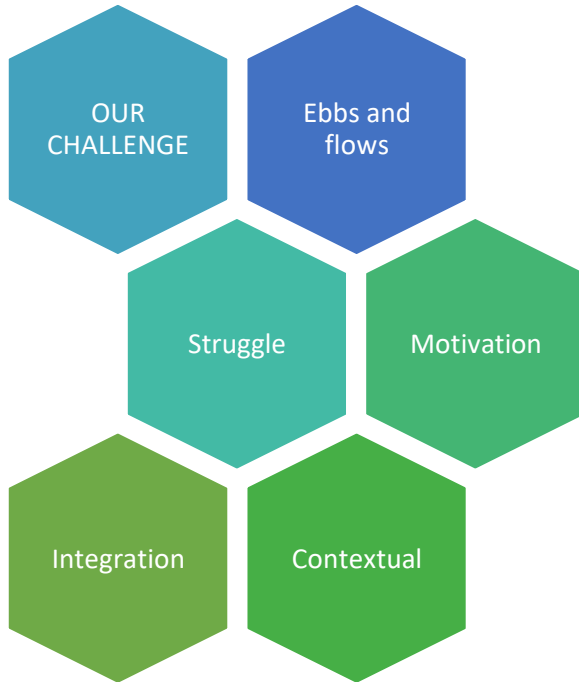 OUR
CHALLENGE
Ebbs and
flows
Struggle
Motivation
Integration
Contextual